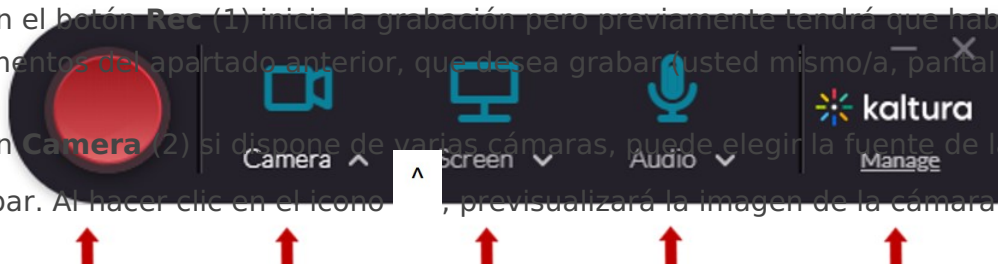 n el botón Rec (1) inicia la grabación pero previamente tendrá que hab
mentos del apartado anterior, que desea grabar (usted mismo/a, pantal
kaltura
n Camera (2) si dispone de varias cámaras, puede elegir la fuente de l
Camera Screen Audio Manage
^
bar. Al hacer clic en el icono , previsualizará la imagen de la cámara